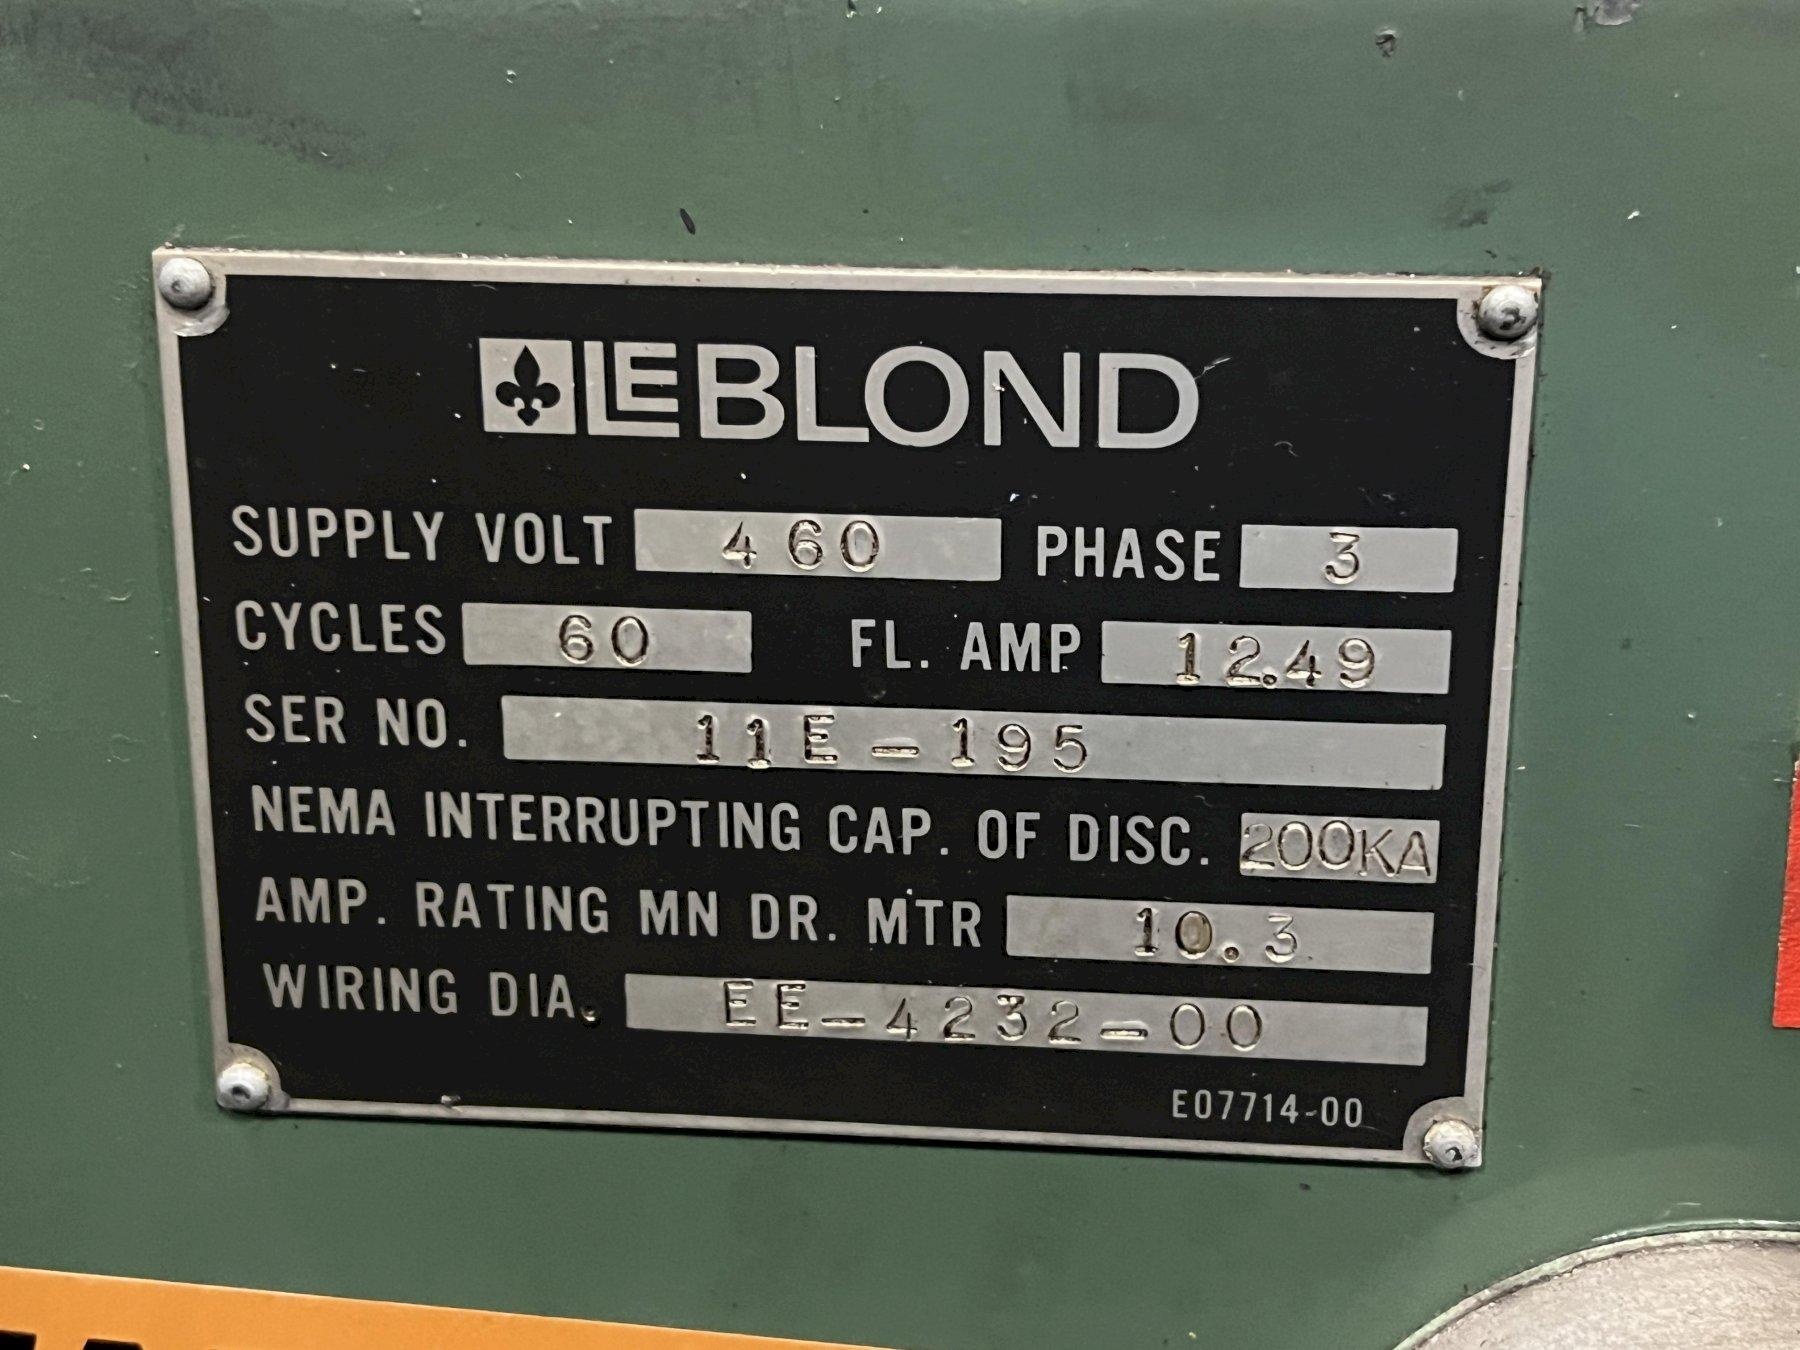 LEBLOND
SUPPLY VOLT 460 PHASE 3
CYCLES 60 FL. AMP 12.49
SER NO. 11E-195
NEMA INTERRUPTING CAP. OF DISC. 200KA
AMP. RATING MN DR. MTR 10.3
WIRING DIA. EE-4232-00
E07714-00